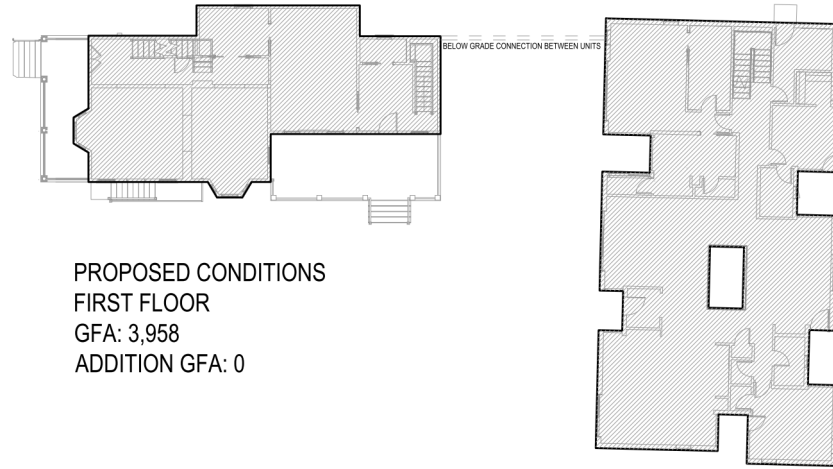 BELOW GRADE CONNECTION BETWEEN UNITS
PROPOSED CONDITIONS
FIRST FLOOR
GFA: 3,958
ADDITION GFA: 0